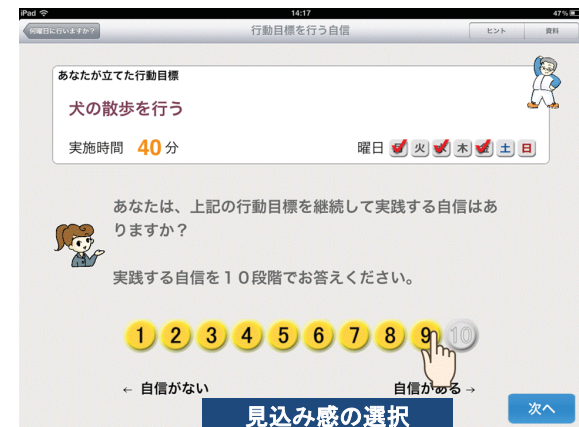 iPad 14:17 47%
何曜日に行いますか？ 行動目標を行う自信 ヒント 資料
あなたが立てた行動目標
犬の散歩を行う
実施時間 40 分 曜日 火 木 土 日
あなたは、上記の行動目標を継続して実践する自信はあ
りますか？
実践する自信を１０段階でお答えください。
1 2 3 4 5 6 7 8 9 10
← 自信がない 自信がある →
見込み感の選択 次へ